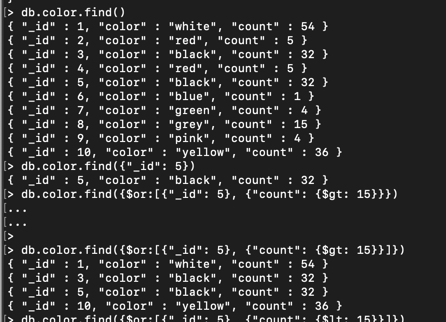 [> db.color.find()
{ "_id" : 1, "color" : "white", "count" : 54 }
{ "_id" : 2, "color" : "red", "count" : 5 }
{ "_id" : 3, "color" : "black", "count" : 32 }
{ "_id" : 4, "color" : "red", "count" : 5 }
{ "_id" : 5, "color" : "black", "count" : 32 }
{ "_id" : 6, "color" : "blue", "count" : 1 }
{ "_id" : 7, "color" : "green", "count" : 4 }
{ "_id" : 8, "color" : "grey", "count" : 15 }
{ "_id" : 9, "color" : "pink", "count" : 4 }
{ "_id" : 10, "color" : "yellow", "count" : 36 }
[> db.color.find({"_id": 5})
{ "_id" : 5, "color" : "black", "count" : 32 }
[> db.color.find({$or:[{"_id": 5}, {"count": {$gt: 15}}})
[...
[...
[>
[> db.color.find({$or:[{"_id": 5}, {"count": {$gt: 15}}]})
{ "_id" : 1, "color" : "white", "count" : 54 }
{ "_id" : 3, "color" : "black", "count" : 32 }
{ "_id" : 5, "color" : "black", "count" : 32 }
{ "_id" : 10, "color" : "yellow", "count" : 36 }
[> db.color.find({$or:[{"_id": 5}, {"count": {$lt: 15}}]})